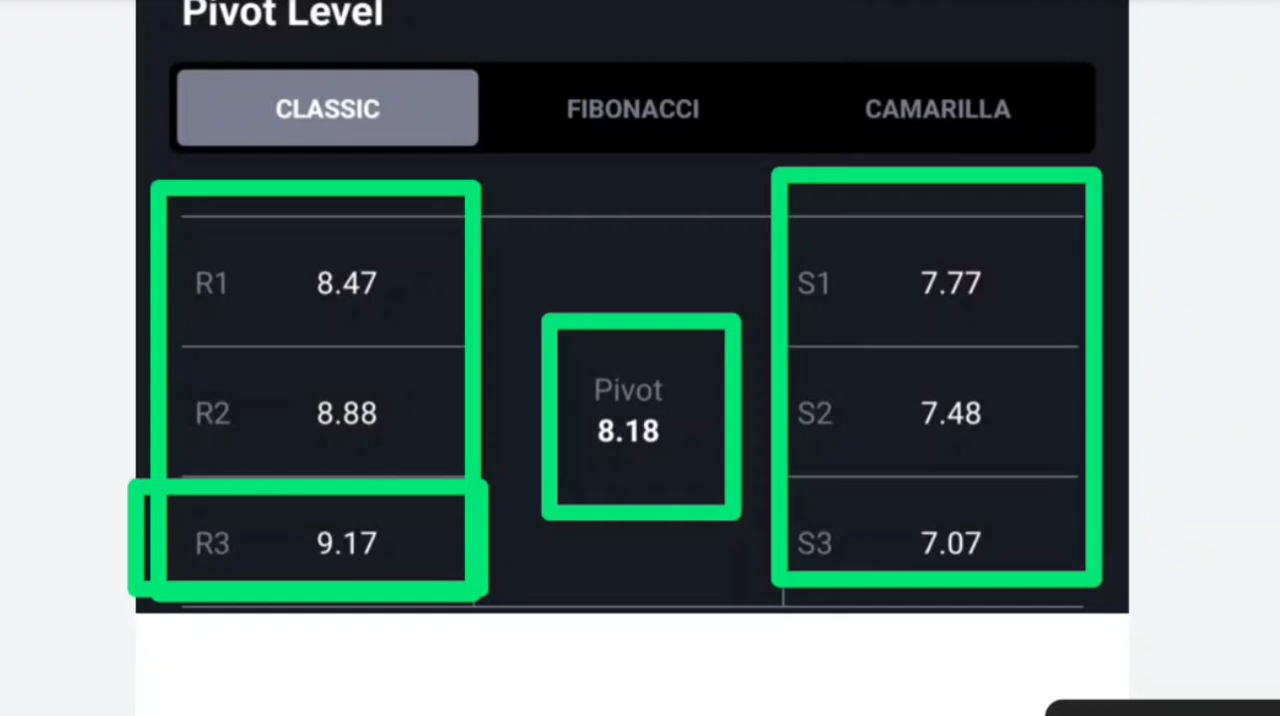 Pivot Level
CLASSIC FIBONACCI CAMARILLA
R1 8.47 S1 7.77
Pivot
R2 8.88 8.18 S2 7.48
R3 9.17 S3 7.07